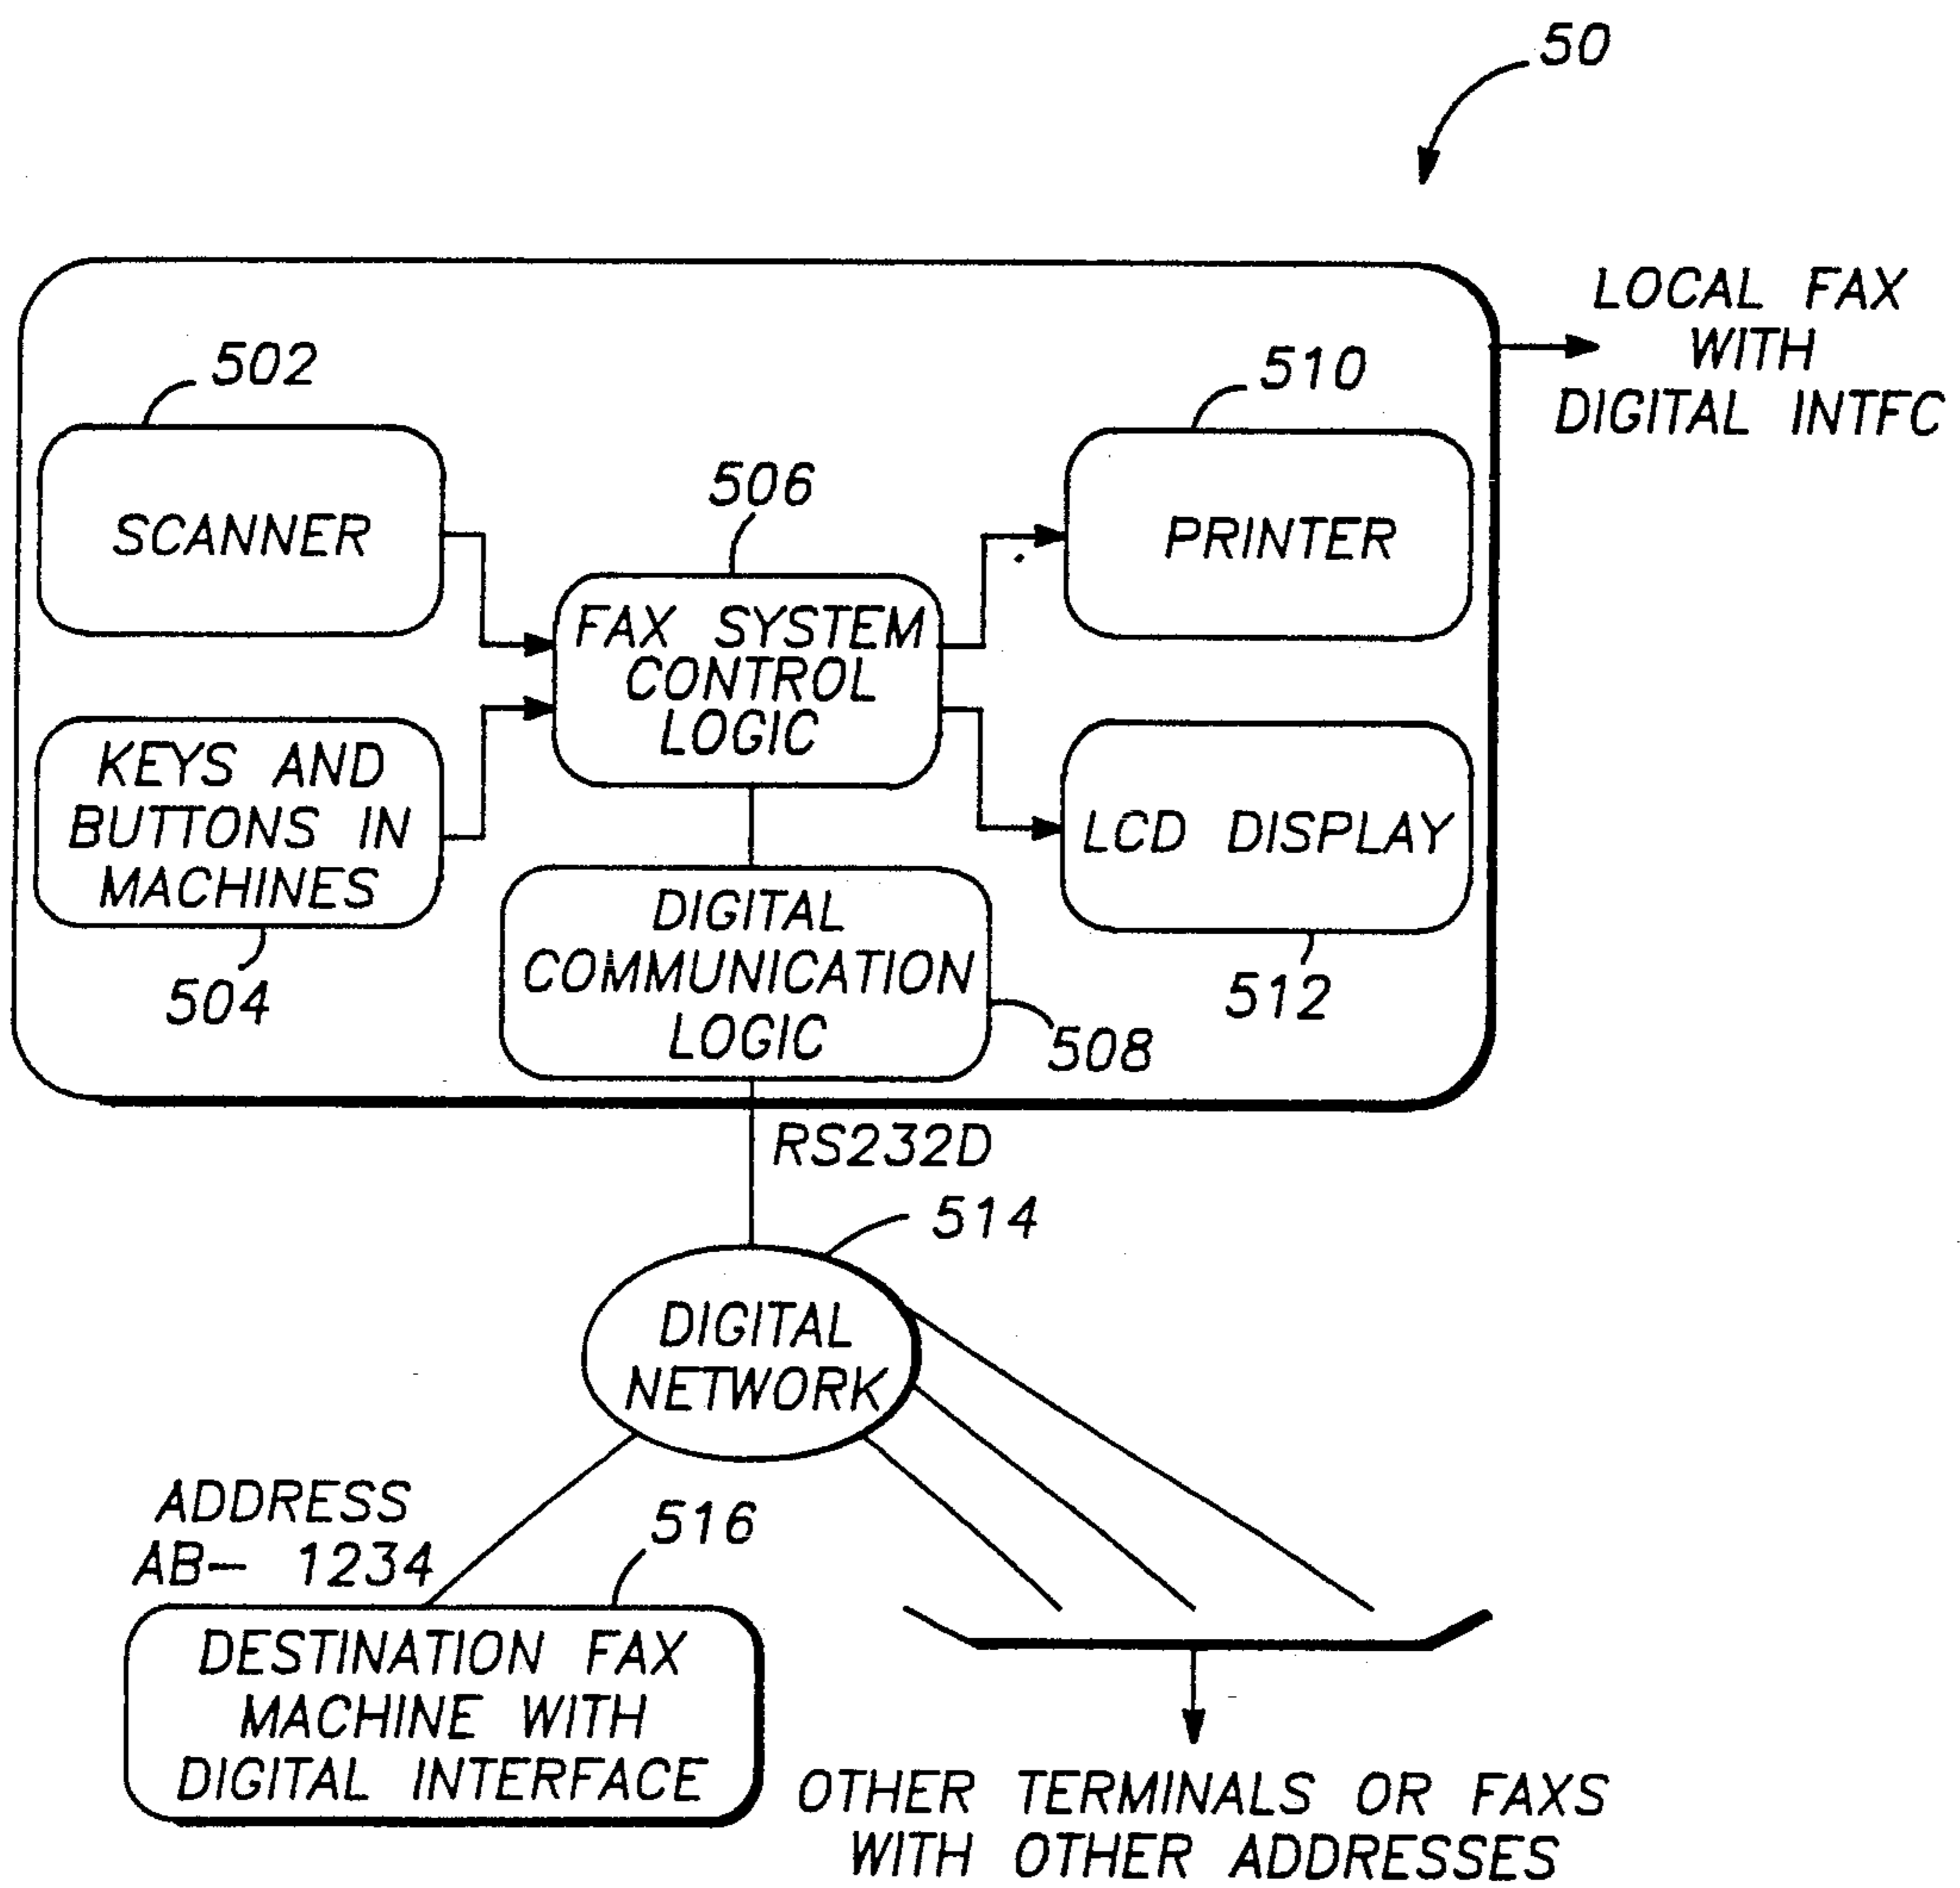 50
LOCAL FAX
WITH
DIGITAL INTFC
502
SCANNER
506
FAX SYSTEM
CONTROL
LOGIC
510
PRINTER
KEYS AND
BUTTONS IN
MACHINES
504
DIGITAL
COMMUNICATION
LOGIC
508
LCD DISPLAY
512
RS232D
514
DIGITAL
NETWORK
ADDRESS
AB- 1234
516
DESTINATION FAX
MACHINE WITH
DIGITAL INTERFACE
OTHER TERMINALS OR FAXS
WITH OTHER ADDRESSES